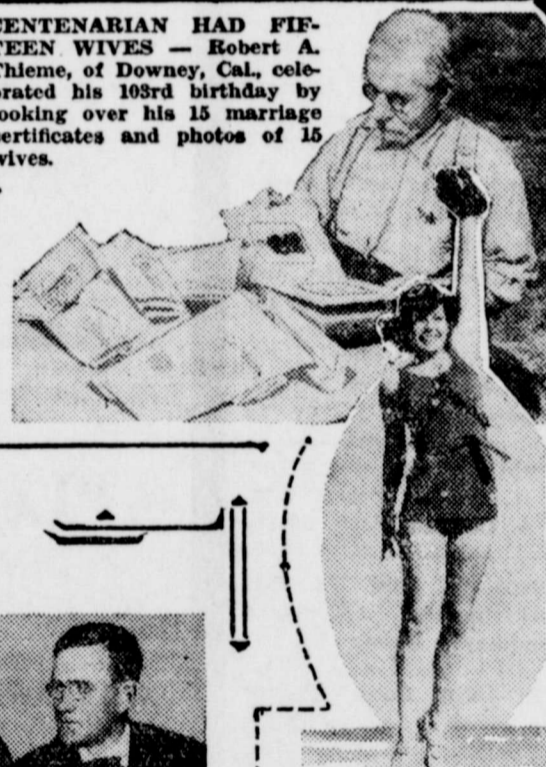 CENTENARIAN HAD FIF-
TEEN WIVES — Robert A.
Thieme, of Downey, Cal., cele-
brated his 103rd birthday by
looking over his 15 marriage
certificates and photos of 15
wives.